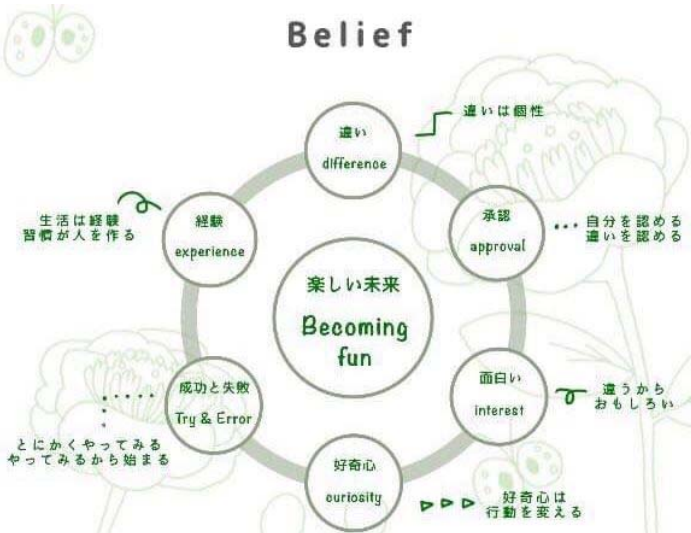 Belief
違い
difference
違いは個性
承認
approval
自分を認める
違いを認める
面白い
interest
違うから
おもしろい
好奇心
curiosity
好奇心は
行動を変える
成功と失敗
Try & Error
とにかくやってみる
やってみるから始まる
経験
experience
生活は経験
習慣が人を作る
楽しい未来
Becoming
fun